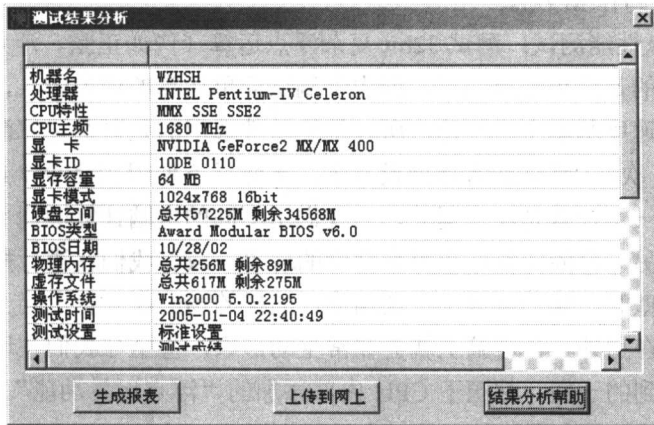 测试结果分析
机器名 WZHSH
处理器 INTEL Pentium-IV Celeron
CPU特性 MMX SSE SSE2
CPU主频 1680 MHz
显 卡 NVIDIA GeForce2 MX/MX 400
显卡ID 10DE 0110
显存容量 64 MB
显卡模式 1024x768 16bit
硬盘空间 总共57225M 剩余34568M
BIOS类型 Award Modular BIOS v6.0
BIOS日期 10/28/02
物理内存 总共256M 剩余89M
虚存文件 总共617M 剩余275M
操作系统 Win2000 5.0.2195
测试时间 2005-01-04 22:40:49
测试设置 标准设置
测试成绩
生成报表 上传到网上 结果分析帮助